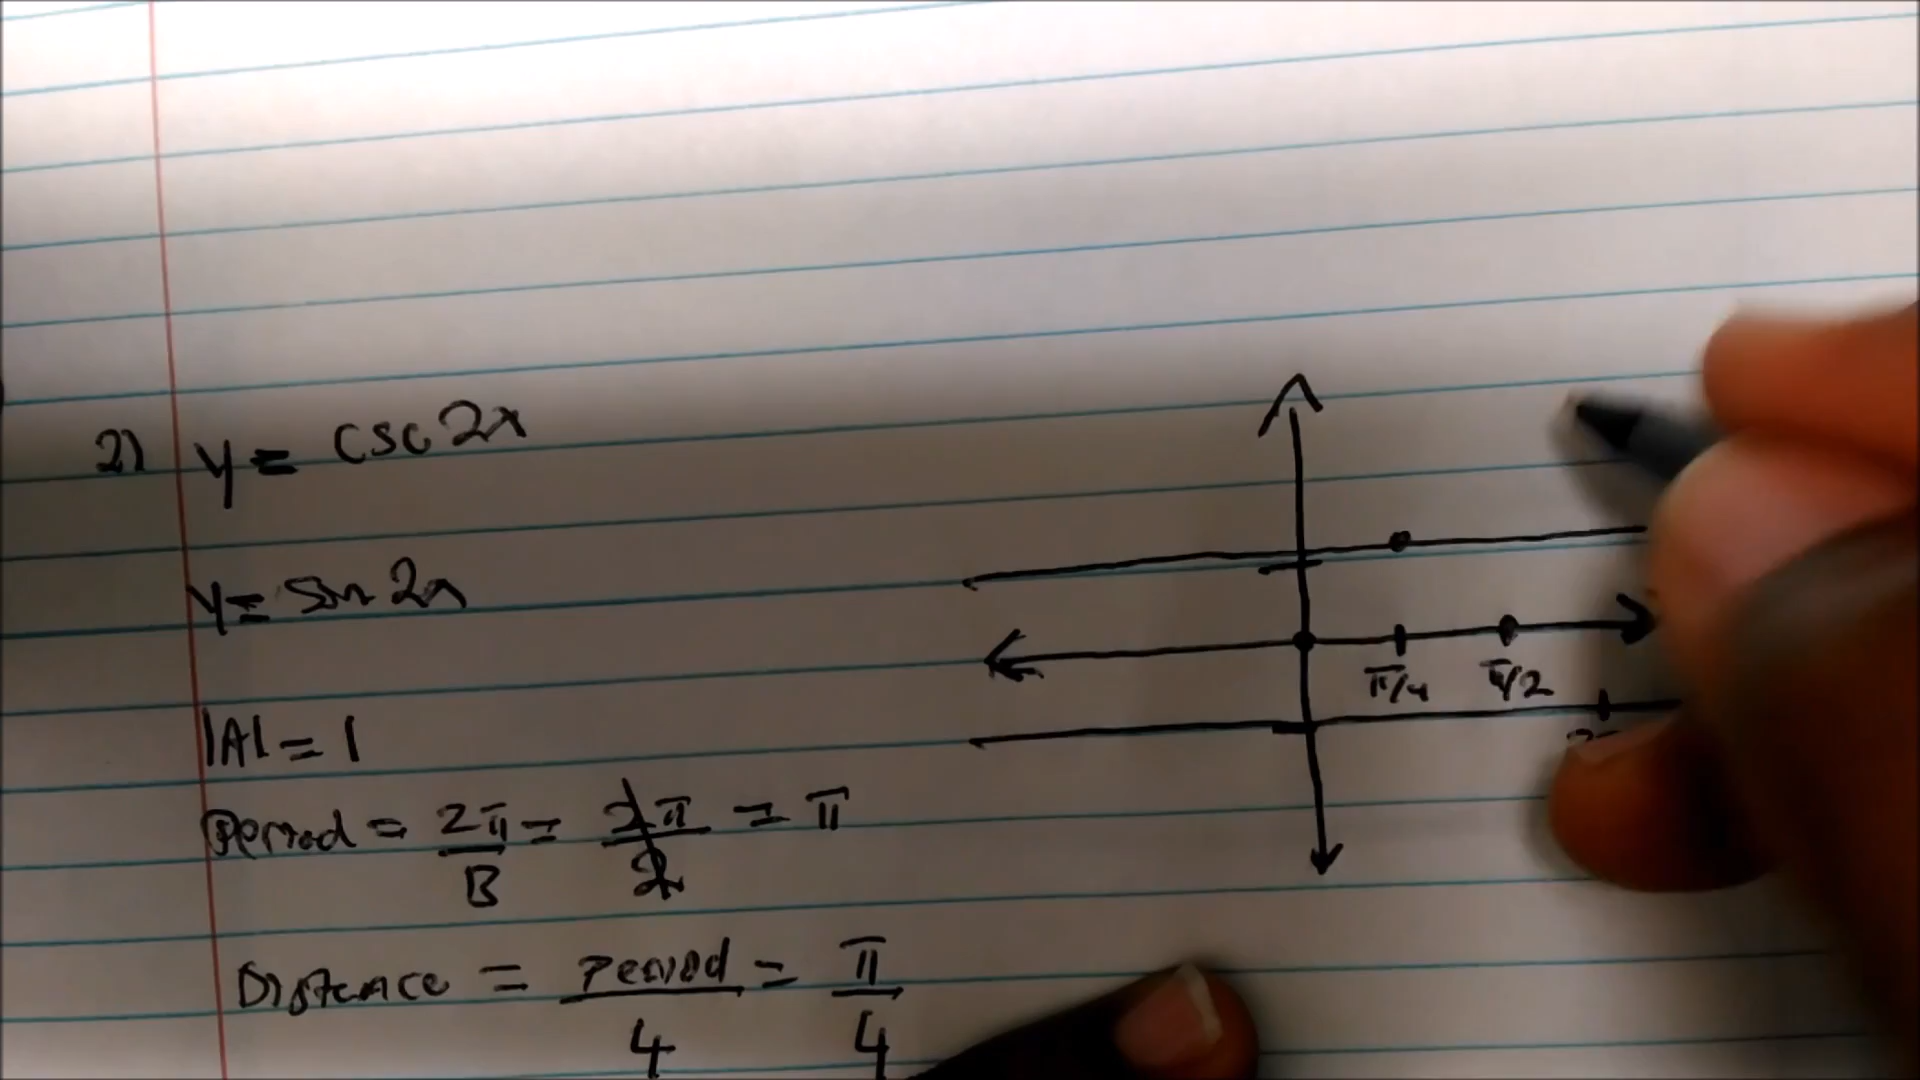 2) y = csc 2x
y = sin 2x
π/4 π/2
|A| = 1
Period = 2π/B = 2π/2 = π
Distance = Period/4 = π/4